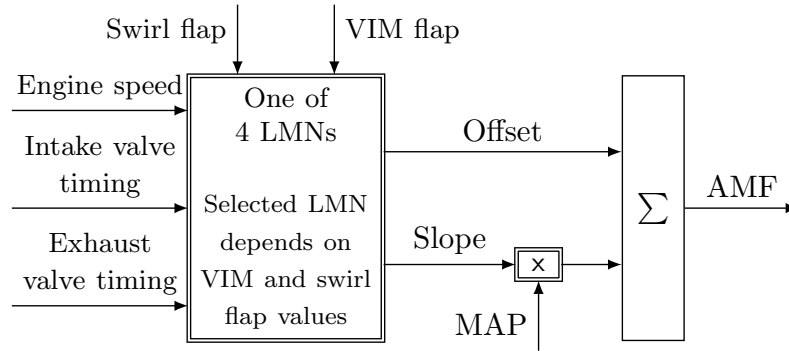 Swirl flap
VIM flap
Engine speed
Intake valve
timing
Exhaust
valve timing
One of
4 LMNs
Selected LMN
depends on
VIM and swirl
flap values
Offset
Slope
x
MAP
∑
AMF